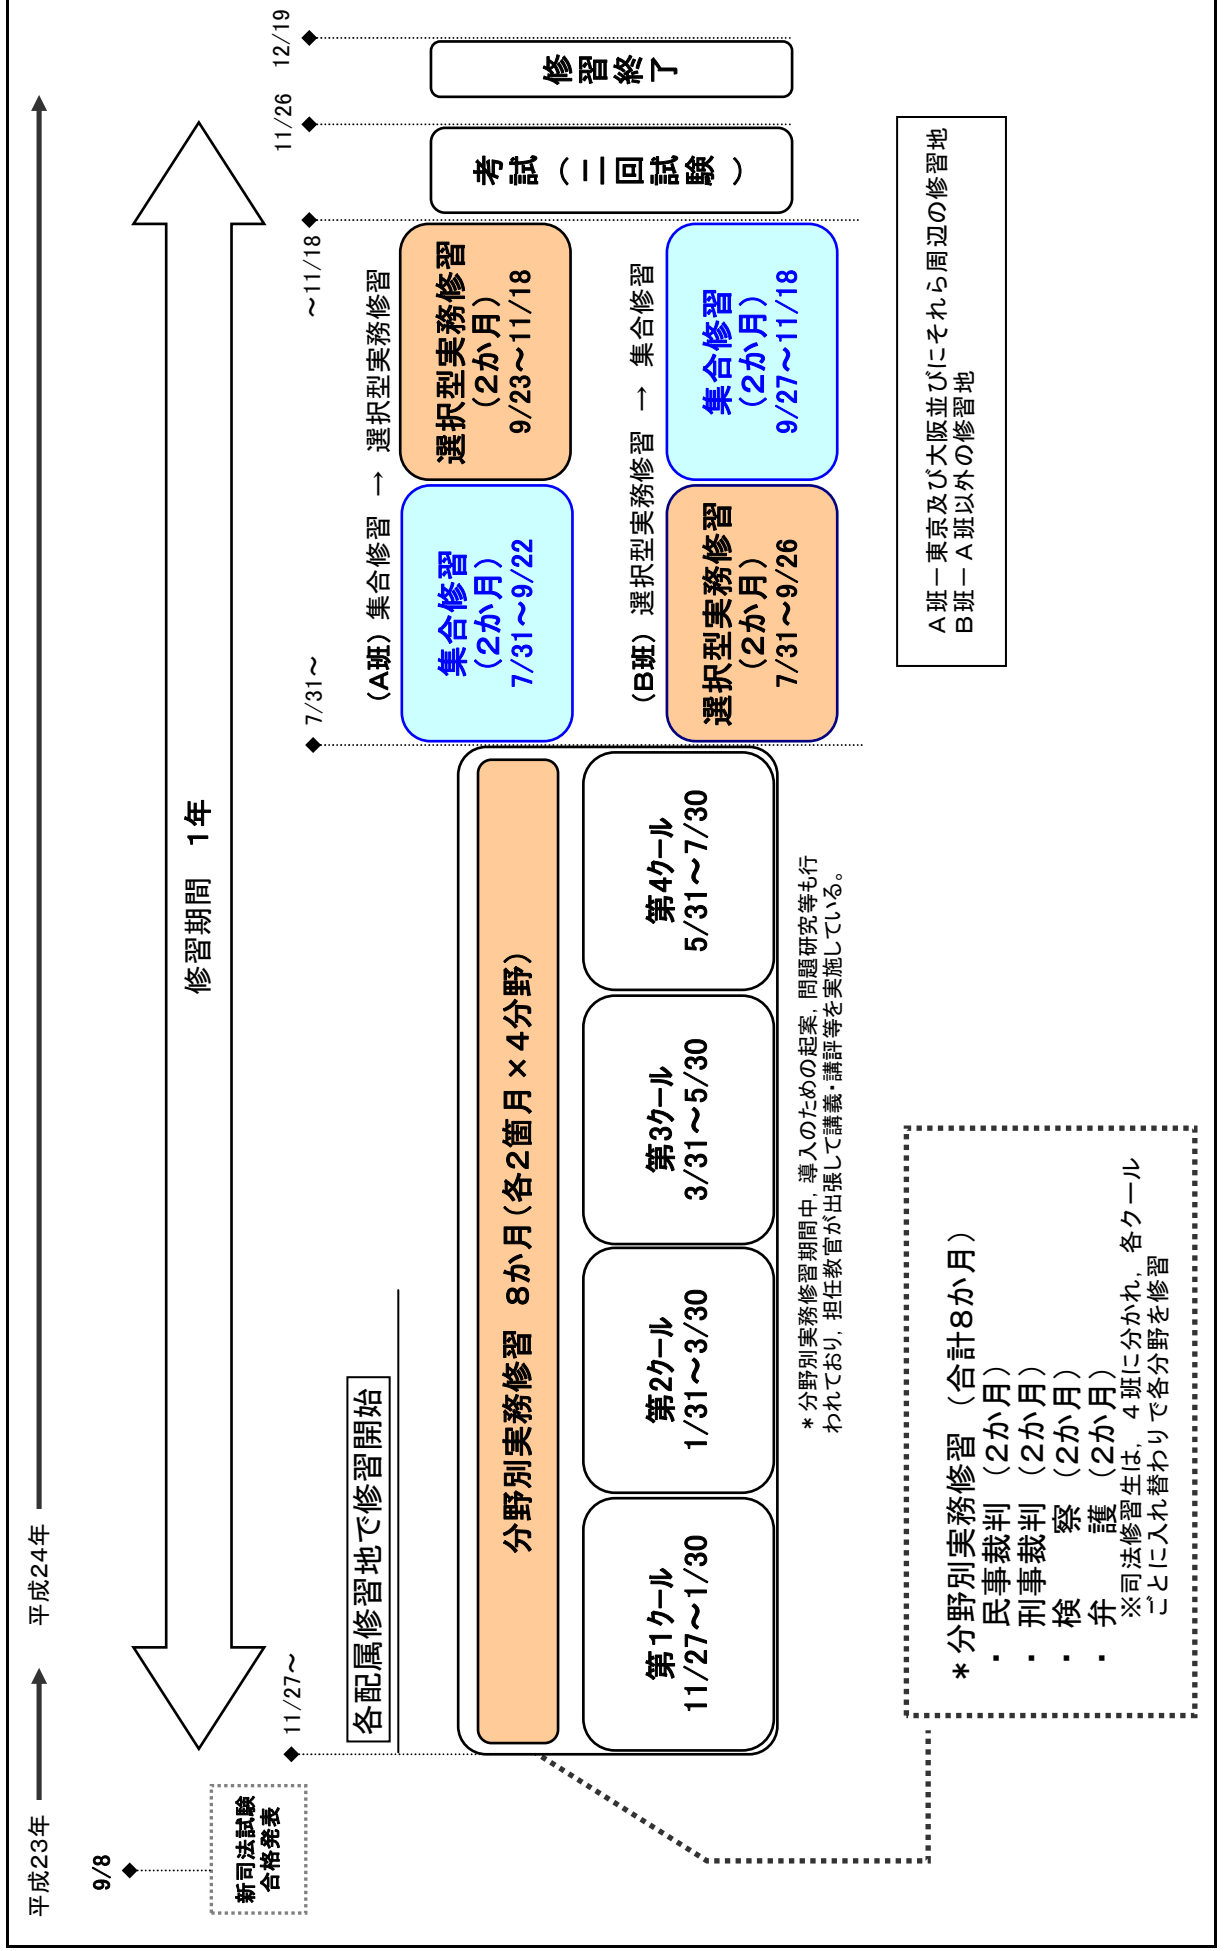 平成23年
平成24年
9/8
新司法試験
合格発表
修習期間 1年
11/27～
7/31～
～11/18
11/26
12/19
各配属修習地で修習開始
分野別実務修習 8か月(各2箇月×4分野)
第1クール
11/27～1/30
第2クール
1/31～3/30
第3クール
3/31～5/30
第4クール
5/31～7/30
*分野別実務修習期間中,導入のための起案,問題研究等も行
われており,担任教官が出張して講義・講評等を実施している。
(A班)集合修習 → 選択型実務修習
集合修習
(2か月)
7/31～9/22
選択型実務修習
(2か月)
9/23～11/18
(B班)選択型実務修習 → 集合修習
選択型実務修習
(2か月)
7/31～9/26
集合修習
(2か月)
9/27～11/18
考試(二回試験)
修習終了
A班－東京及び大阪並びにそれら周辺の修習地
B班－A班以外の修習地
*分野別実務修習(合計8か月)
・民事裁判(2か月)
・刑事裁判(2か月)
・検 察(2か月)
・弁 護(2か月)
※司法修習生は,4班に分かれ,各クール
ごとに入れ替わりで各分野を修習